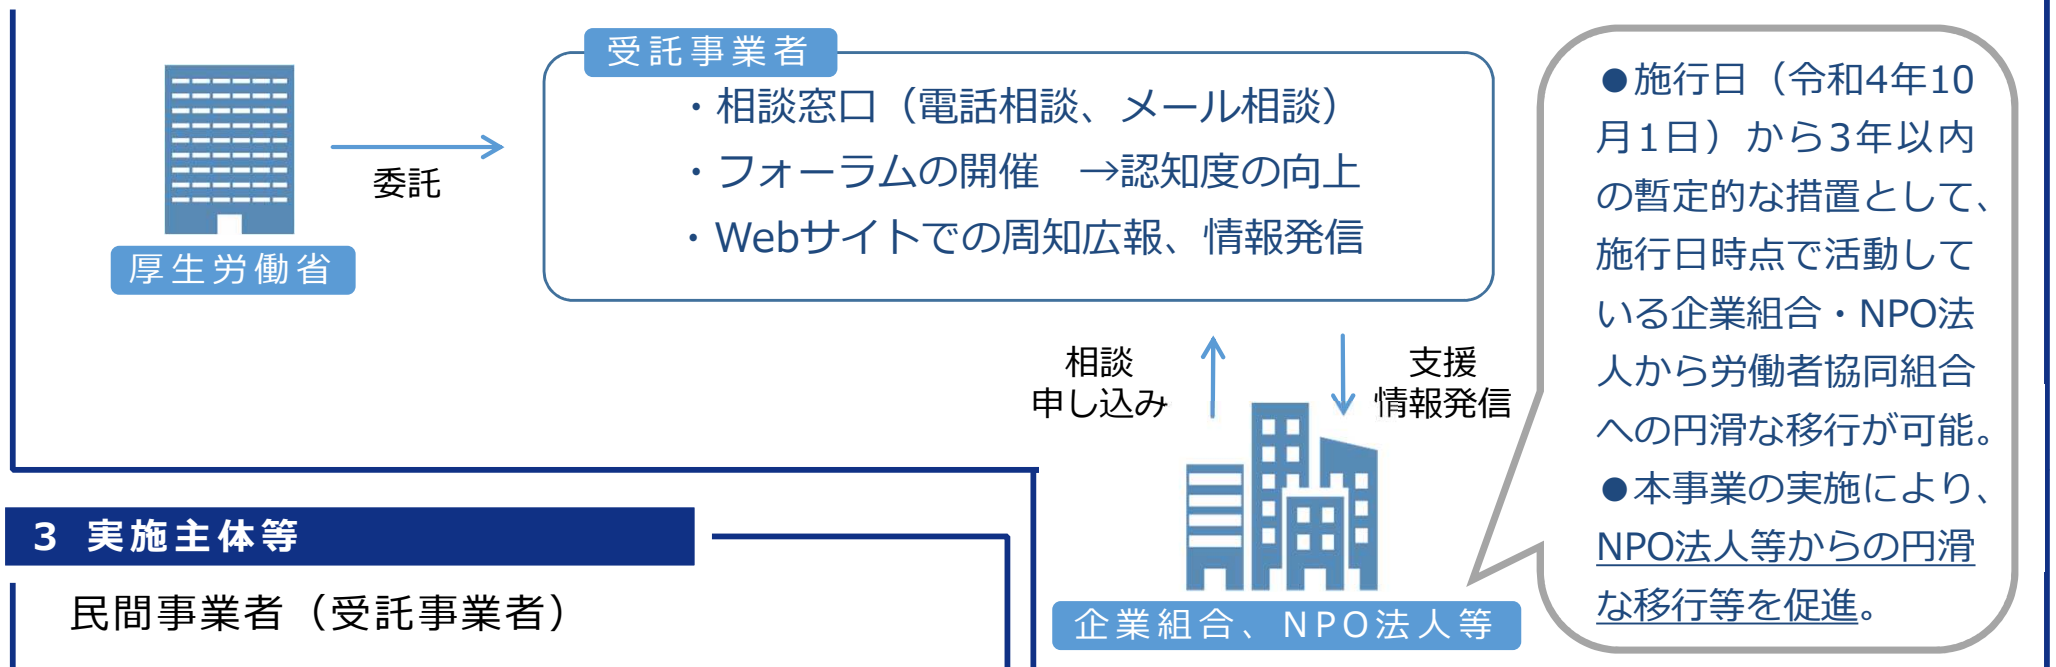 受託事業者
・相談窓口（電話相談、メール相談）
・フォーラムの開催　→認知度の向上
・Webサイトでの周知広報、情報発信
委託
厚生労働省
相談
申し込み
支援
情報発信
企業組合、NPO法人等
●施行日（令和4年10
月1日）から3年以内
の暫定的な措置として、
施行日時点で活動して
いる企業組合・NPO法
人から労働者協同組合
への円滑な移行が可能。
●本事業の実施により、
NPO法人等からの円滑
な移行等を促進。
3 実施主体等
民間事業者（受託事業者）